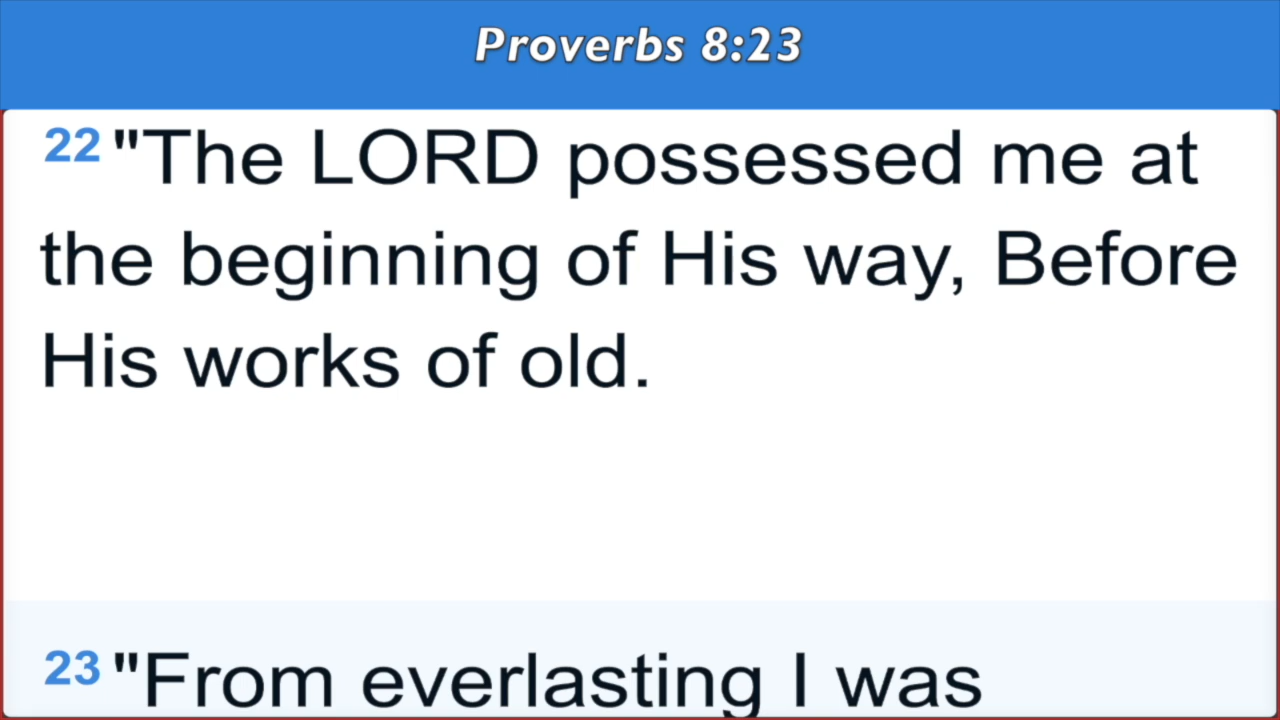 Proverbs 8:23
22 "The LORD possessed me at
the beginning of His way, Before
His works of old.
23 "From everlasting I was